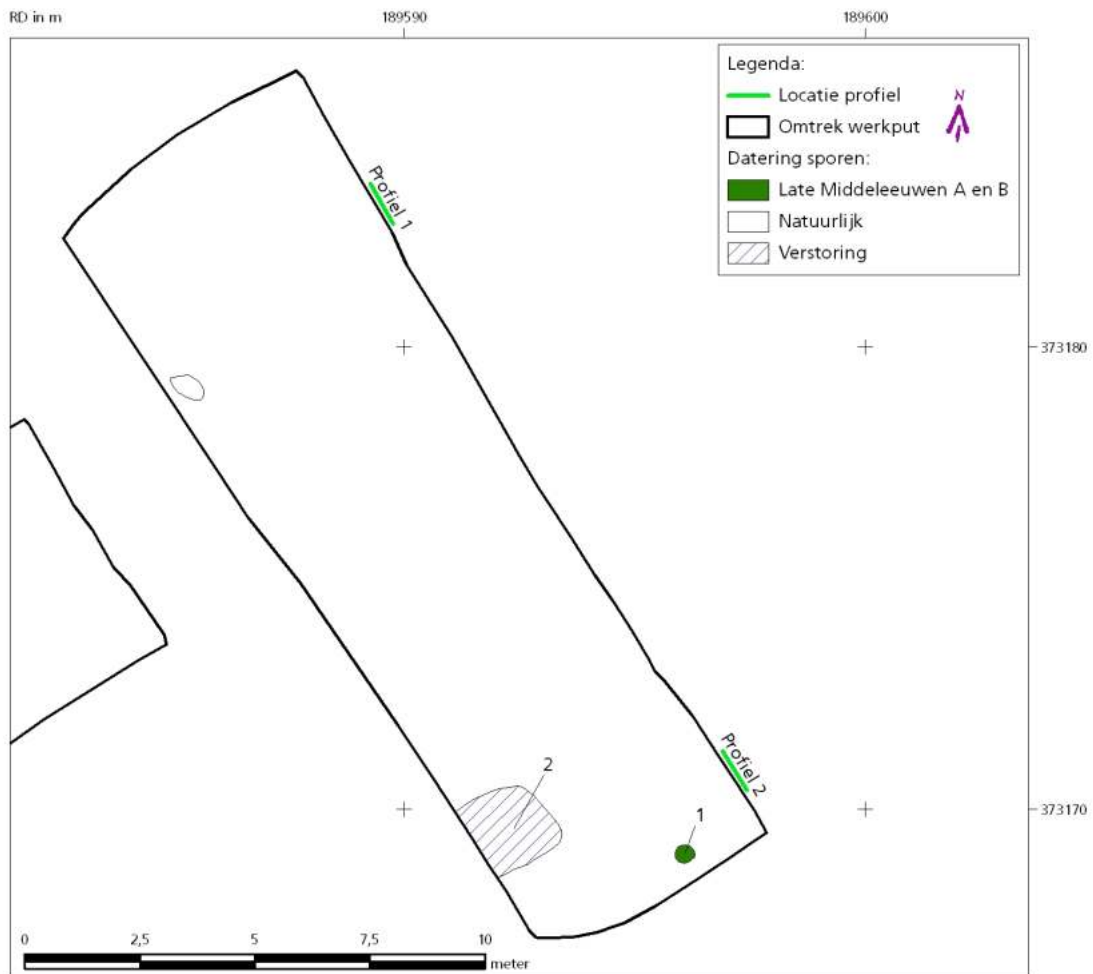 RD in m
189590
189600
Legenda:
Locatie profiel
N
Omtrek werkput
Datering sporen:
Late Middeleeuwen A en B
Natuurlijk
Verstoring
Profiel 1
373180
Profiel 2
2
1
373170
0 2,5 5 7,5 10
meter